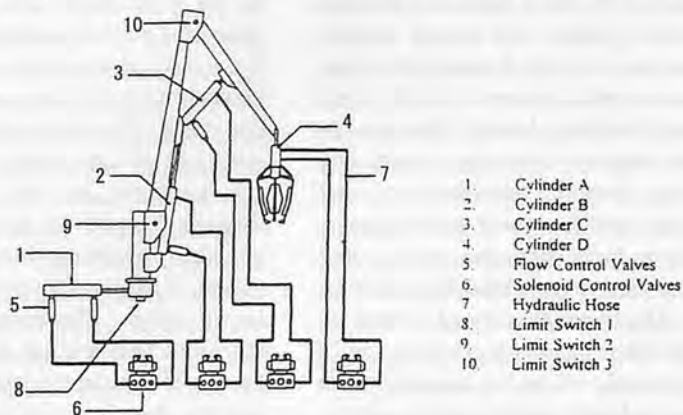 10
3
4
7
2
9
1
5
8
6
1. Cylinder A
2. Cylinder B
3. Cylinder C
4. Cylinder D
5. Flow Control Valves
6. Solenoid Control Valves
7. Hydraulic Hose
8. Limit Switch 1
9. Limit Switch 2
10. Limit Switch 3